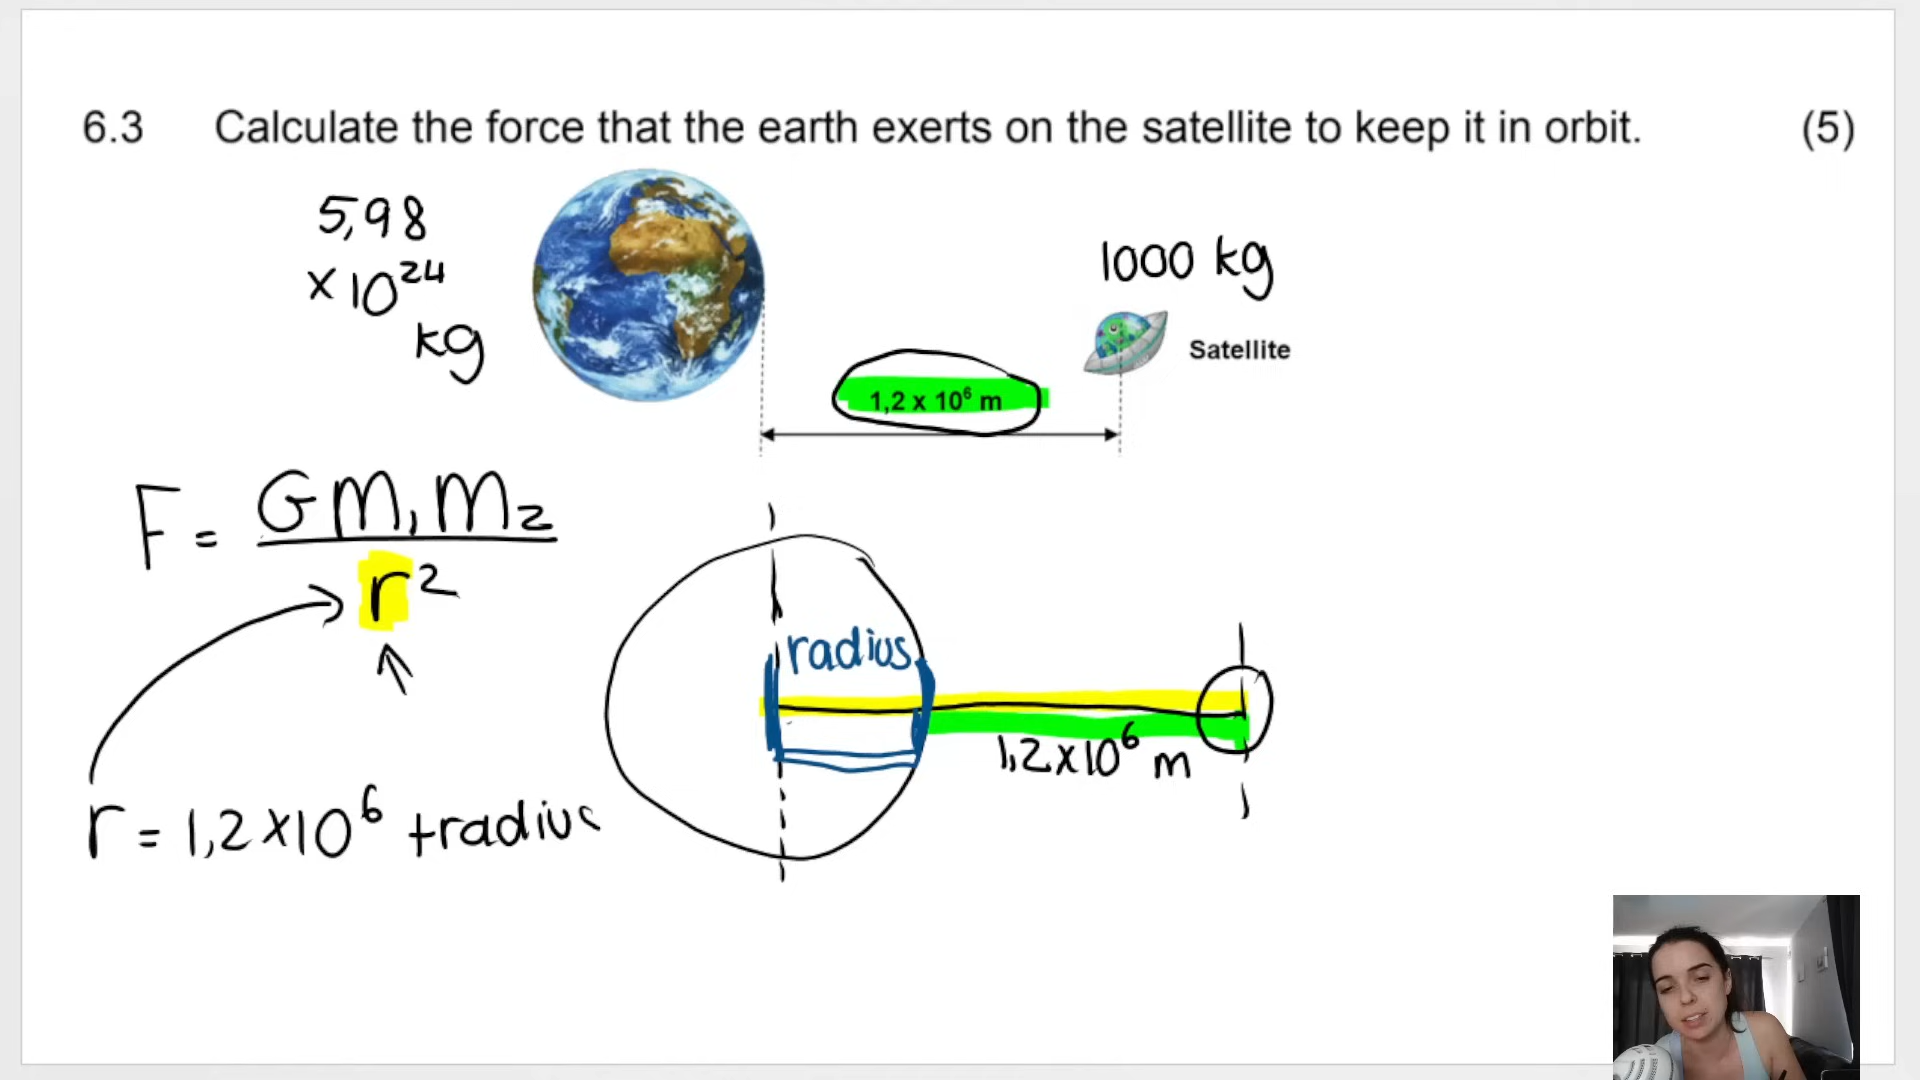 6.3 Calculate the force that the earth exerts on the satellite to keep it in orbit. (5)
5,98
x 10²⁴
kg
1000 kg
Satellite
1,2 x 10⁶ m
F = Gm₁m₂
r²
radius
1,2x10⁶ m
r = 1,2x10⁶ +radius